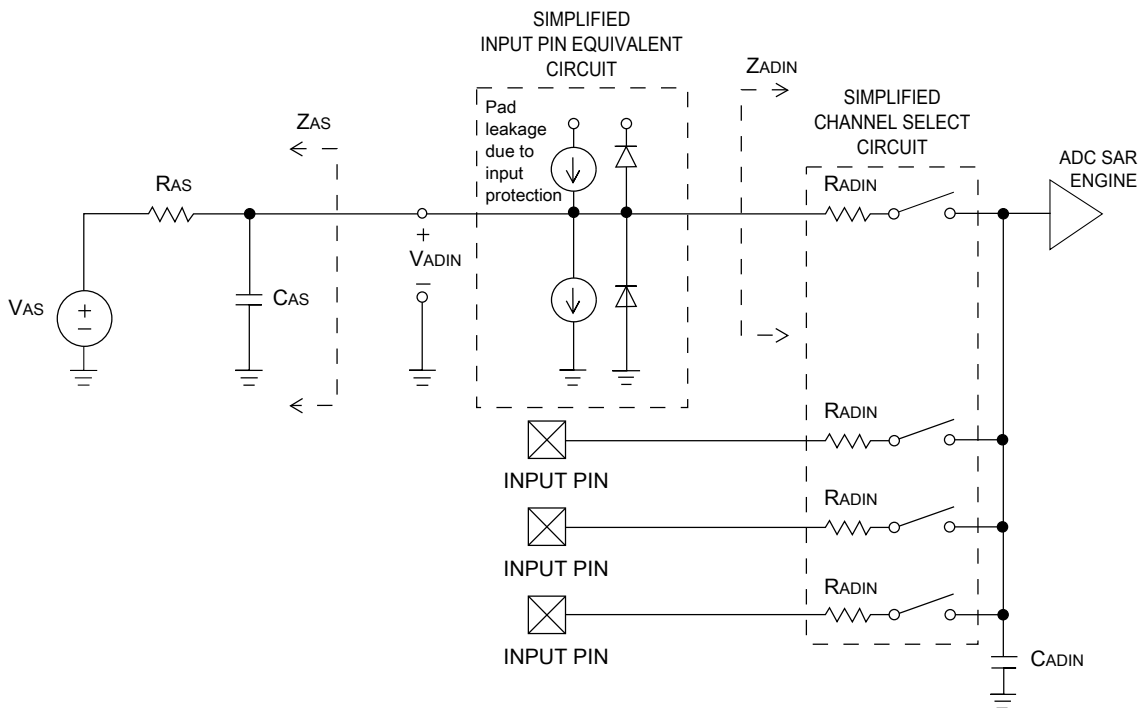 SIMPLIFIED
INPUT PIN EQUIVALENT
CIRCUIT
ZADIN
Pad
leakage
due to
input
protection
SIMPLIFIED
CHANNEL SELECT
CIRCUIT
ZAS
ADC SAR
ENGINE
RAS
RADIN
+
VADIN
–
VAS
+
–
CAS
RADIN
INPUT PIN
RADIN
INPUT PIN
RADIN
INPUT PIN
CADIN